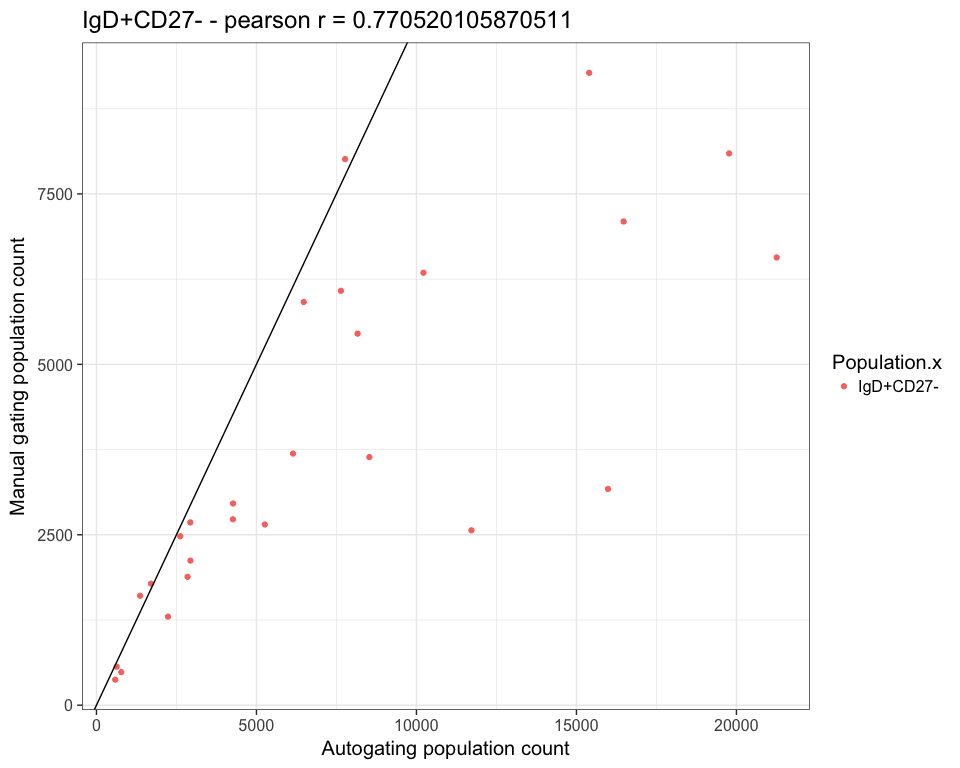 IgD+CD27- - pearson r = 0.770520105870511
Manual gating population count
7500
5000
2500
0
0 5000 10000 15000 20000
Autogating population count
Population.x
IgD+CD27-